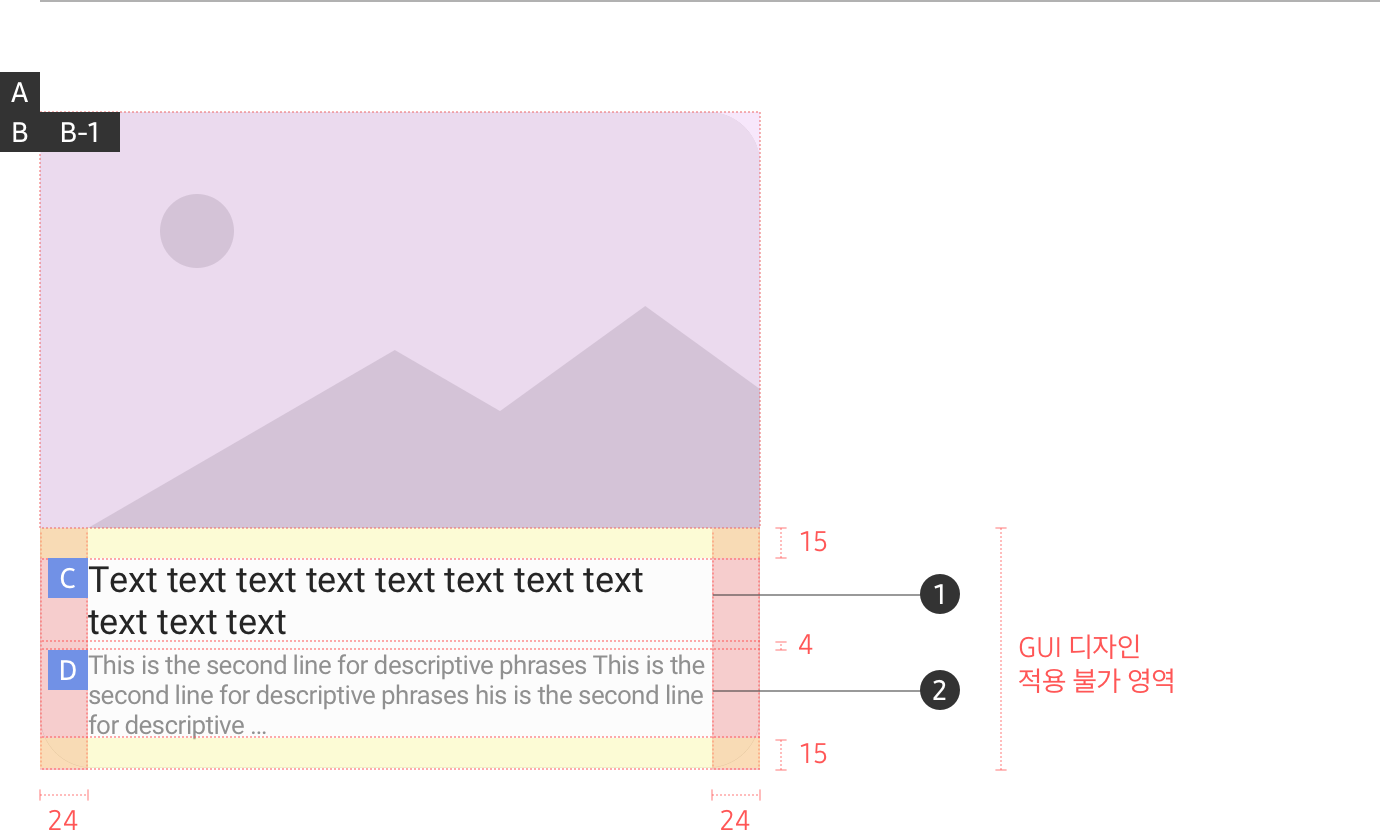 A
B
B-1
15
C
Text text text text text text text text
text text text
1
4
GUI 디자인
적용 불가 영역
D
This is the second line for descriptive phrases This is the
second line for descriptive phrases his is the second line
for descriptive ...
2
15
24
24